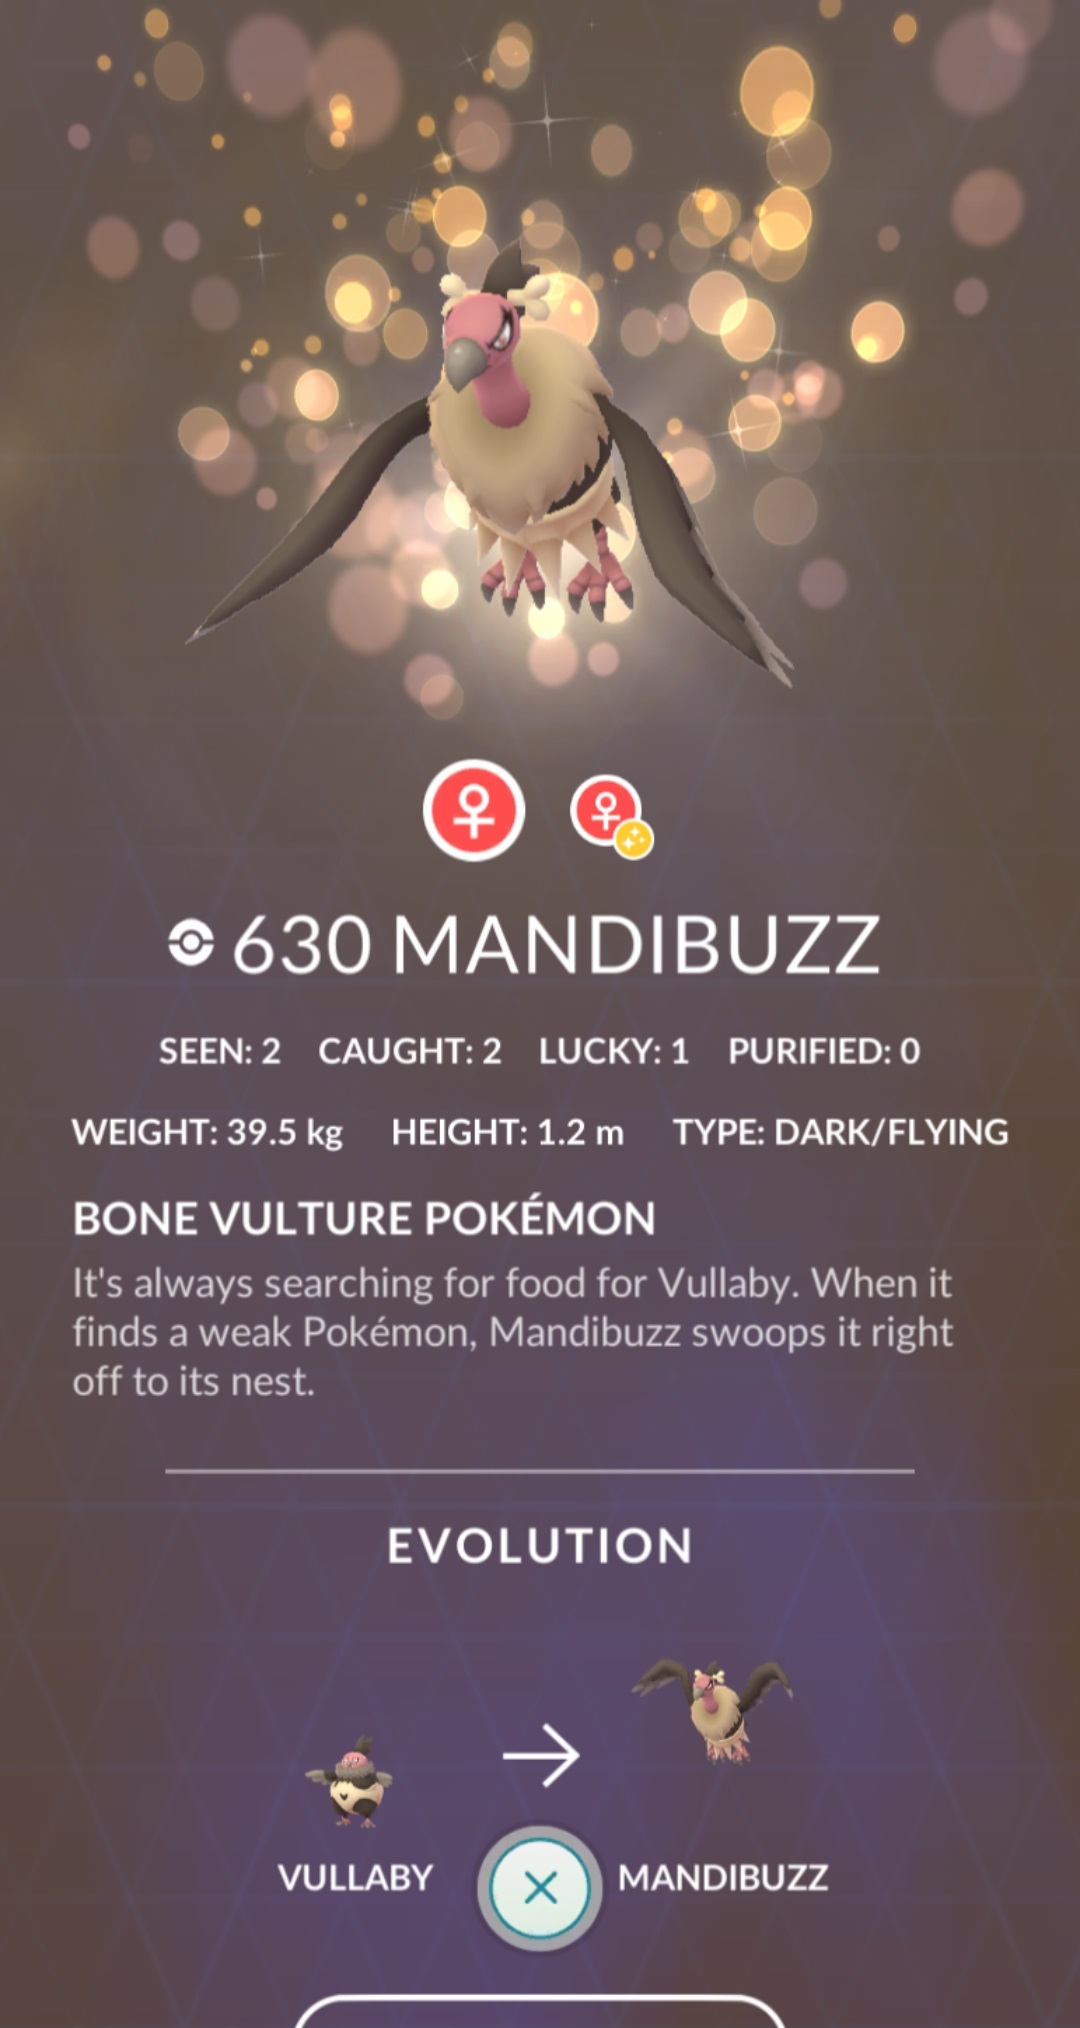 630 MANDIBUZZ
SEEN: 2 CAUGHT: 2 LUCKY: 1 PURIFIED: 0
WEIGHT: 39.5 kg HEIGHT: 1.2 m TYPE: DARK/FLYING
BONE VULTURE POKÉMON
It's always searching for food for Vullaby. When it
finds a weak Pokémon, Mandibuzz swoops it right
off to its nest.
EVOLUTION
VULLABY MANDIBUZZ